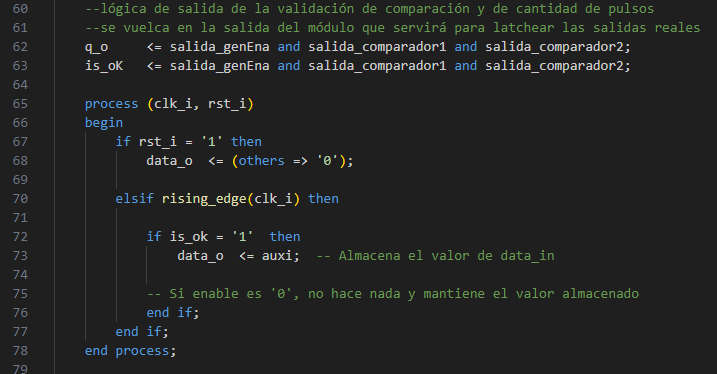 60 --lógica de salida de la validación de comparación y de cantidad de pulsos
61 --se vuelca en la salida del módulo que servirá para latchear las salidas reales
62 q_o     <= salida_genEna and salida_comparador1 and salida_comparador2;
63 is_oK   <= salida_genEna and salida_comparador1 and salida_comparador2;
64
65 process (clk_i, rst_i)
66 begin
67     if rst_i = '1' then
68         data_o  <= (others => '0');
69
70     elsif rising_edge(clk_i) then
71
72         if is_ok = '1'  then
73             data_o  <= auxi;  -- Almacena el valor de data_in
74
75         -- Si enable es '0', no hace nada y mantiene el valor almacenado
76         end if;
77     end if;
78 end process;
79